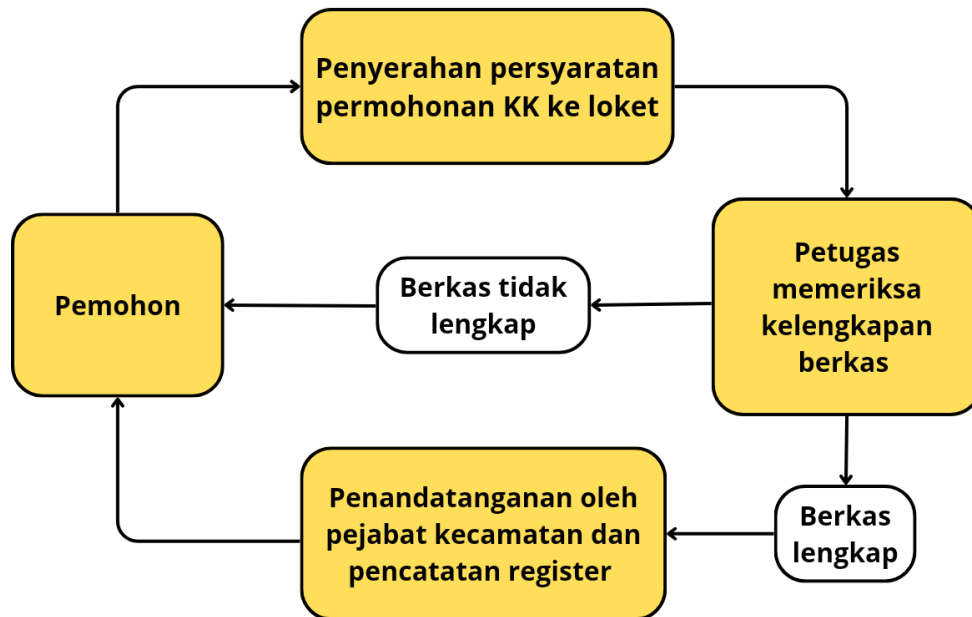 Penyerahan persyaratan
permohonan KK ke loket
Pemohon
Berkas tidak
lengkap
Petugas
memeriksa
kelengkapan
berkas
Penandatanganan oleh
pejabat kecamatan dan
pencatatan register
Berkas
lengkap